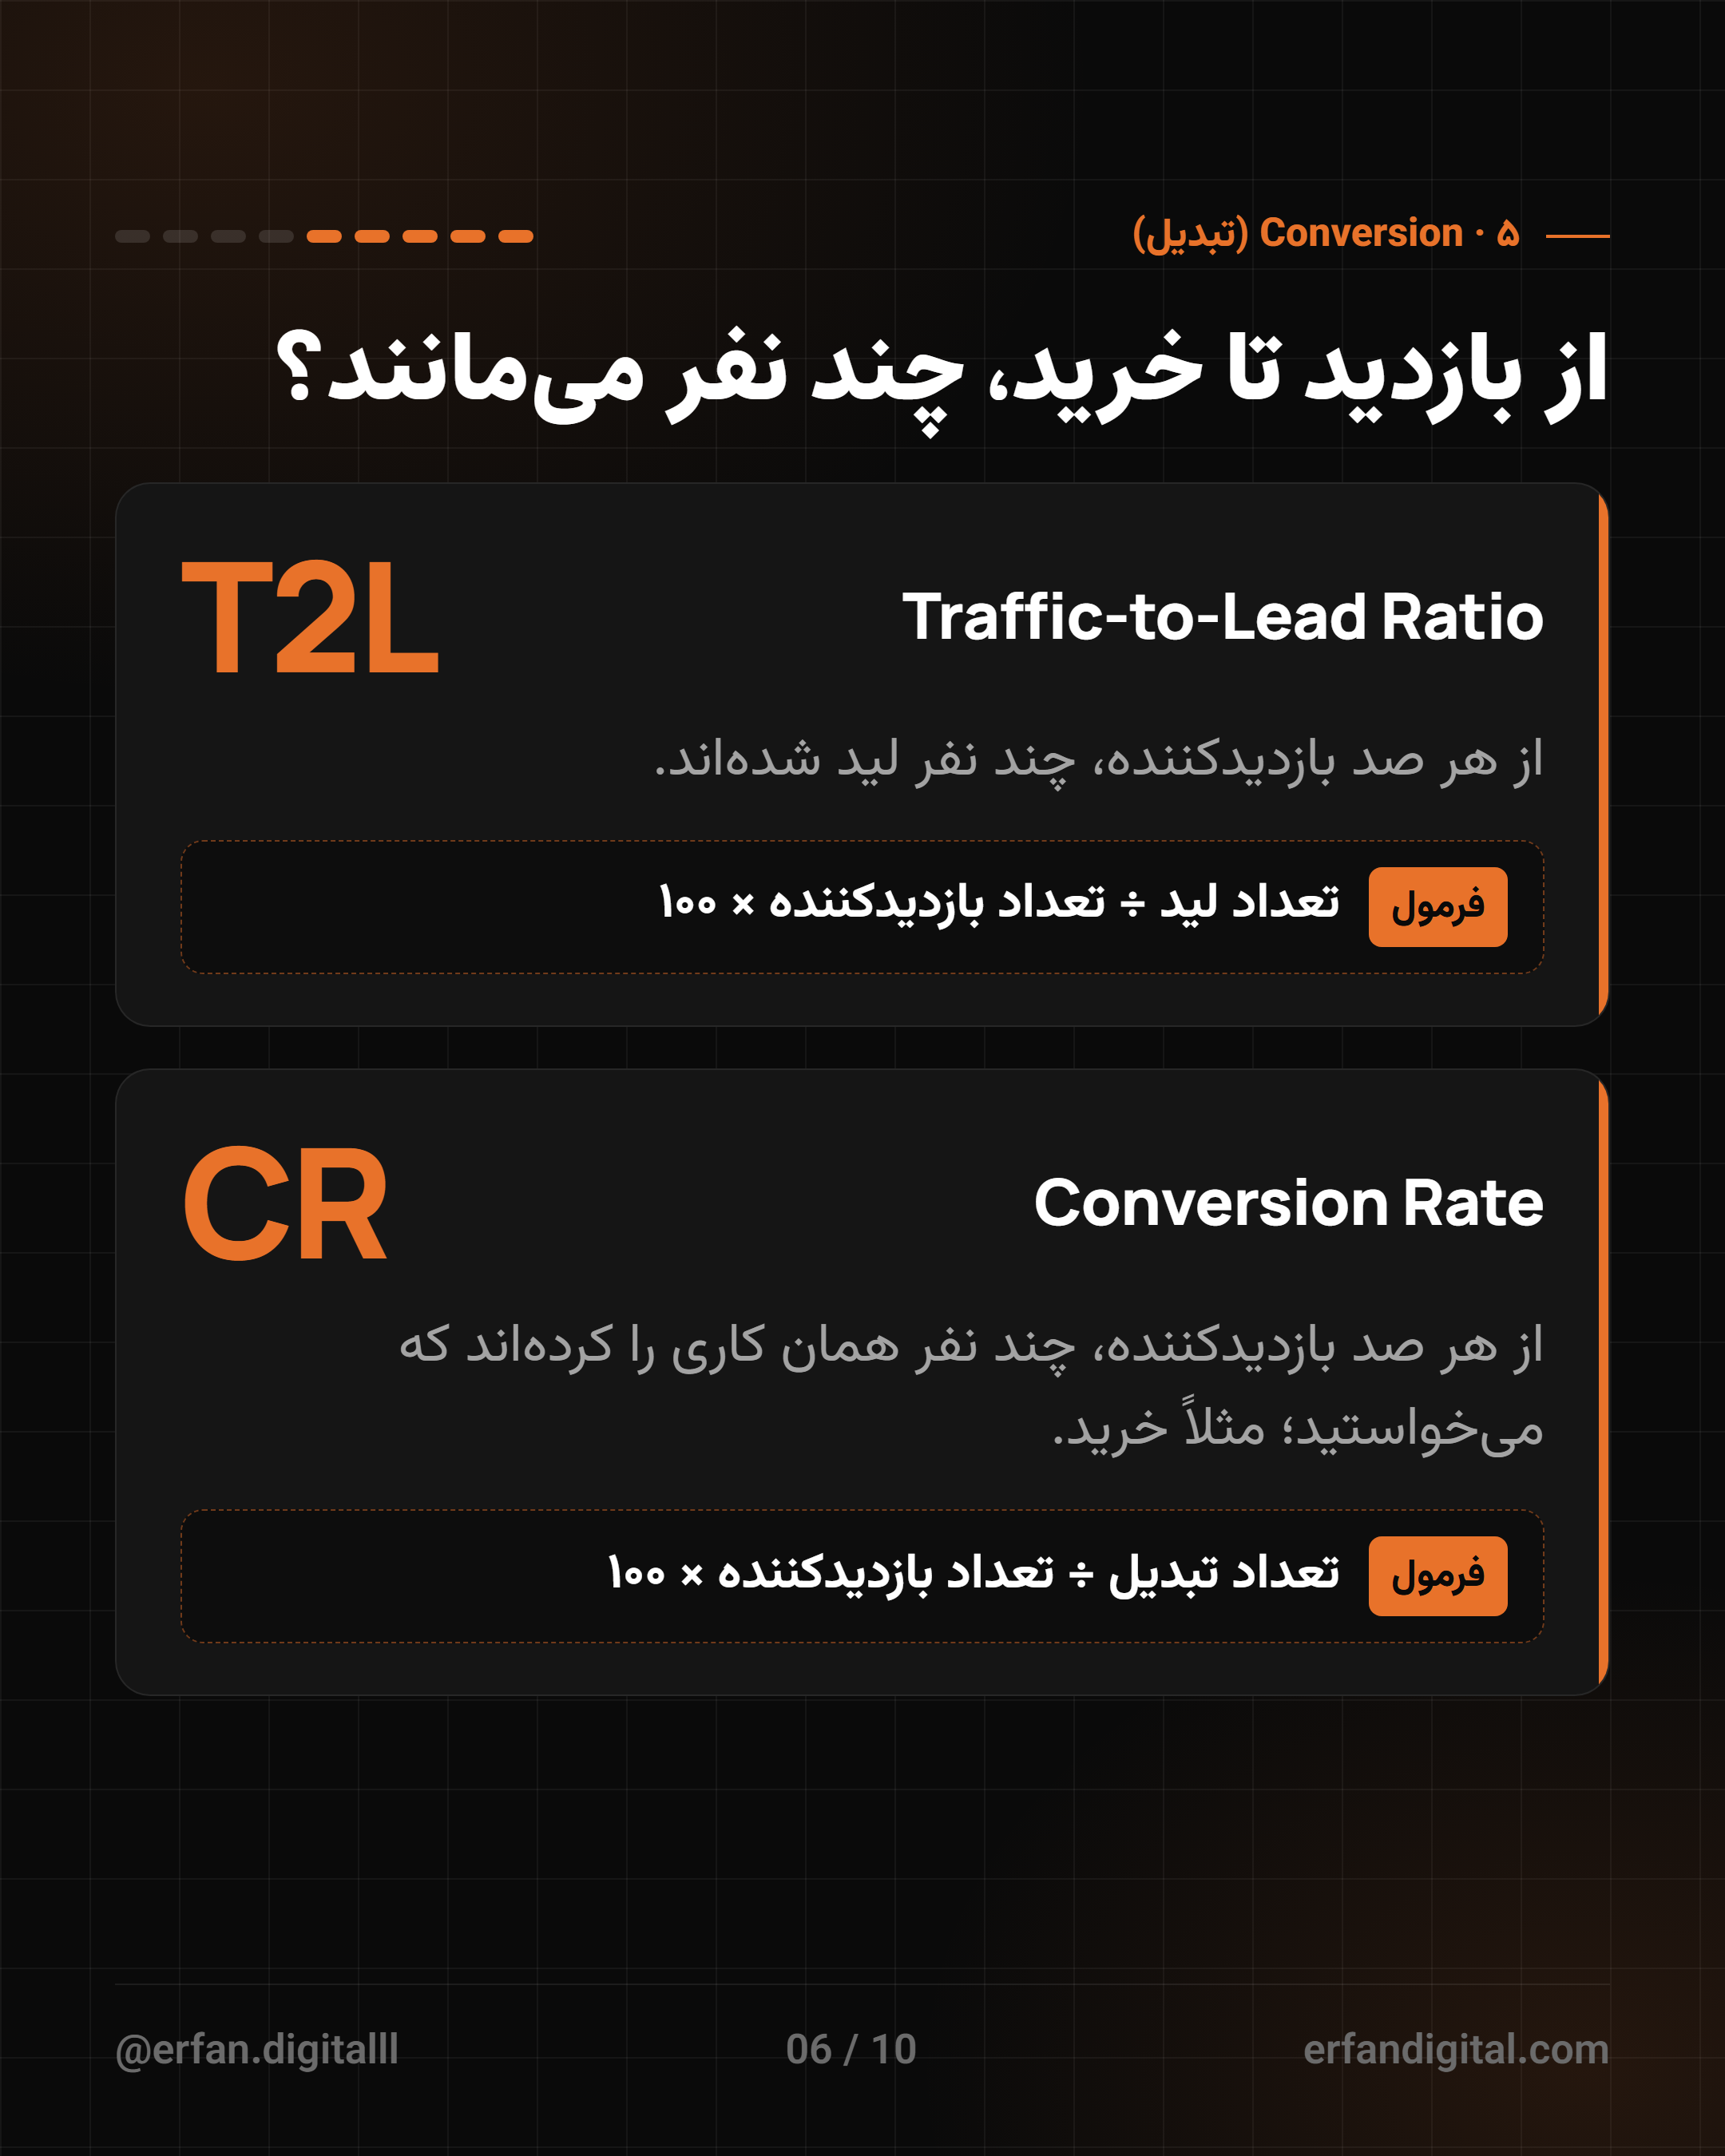 ۵ · Conversion (تبدیل)
از بازدید تا خرید، چند نفر می‌مانند؟
Traffic-to-Lead Ratio
T2L
از هر صد بازدیدکننده، چند نفر لید شده‌اند.
فرمول
تعداد لید ÷ تعداد بازدیدکننده × ۱۰۰
Conversion Rate
CR
از هر صد بازدیدکننده، چند نفر همان کاری را کرده‌اند که
می‌خواستید؛ مثلاً خرید.
فرمول
تعداد تبدیل ÷ تعداد بازدیدکننده × ۱۰۰
erfandigital.com
06 / 10
@erfan.digitalll